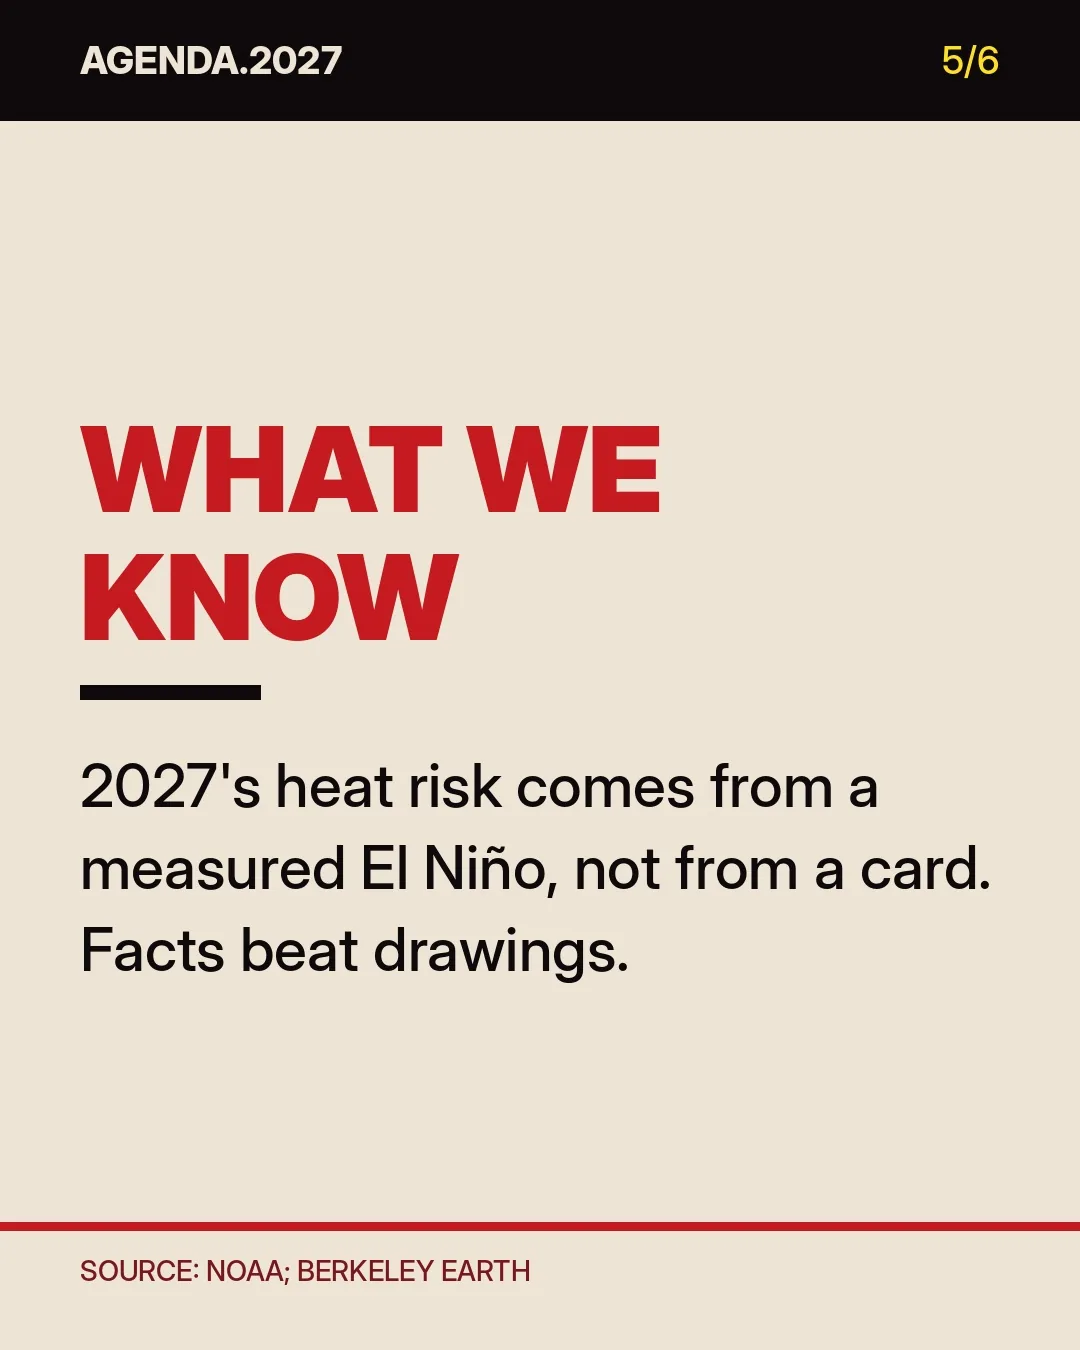 AGENDA.2027
5/6
WHAT WE
KNOW
2027's heat risk comes from a
measured El Niño, not from a card.
Facts beat drawings.
SOURCE: NOAA; BERKELEY EARTH